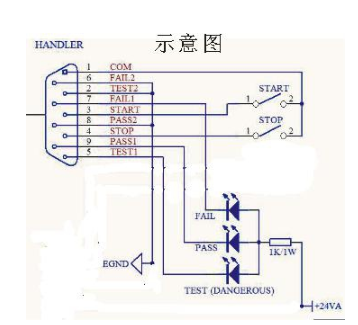 HANDLER
示意图
1 COM
6 FAIL2
2 TEST2
7 FAIL1
3 START
8 PASS2
4 STOP
9 PASS1
5 TEST1
START
1 2
STOP
1 2
FAIL
PASS
1K/1W
EGND
TEST (DANGEROUS)
+24VA